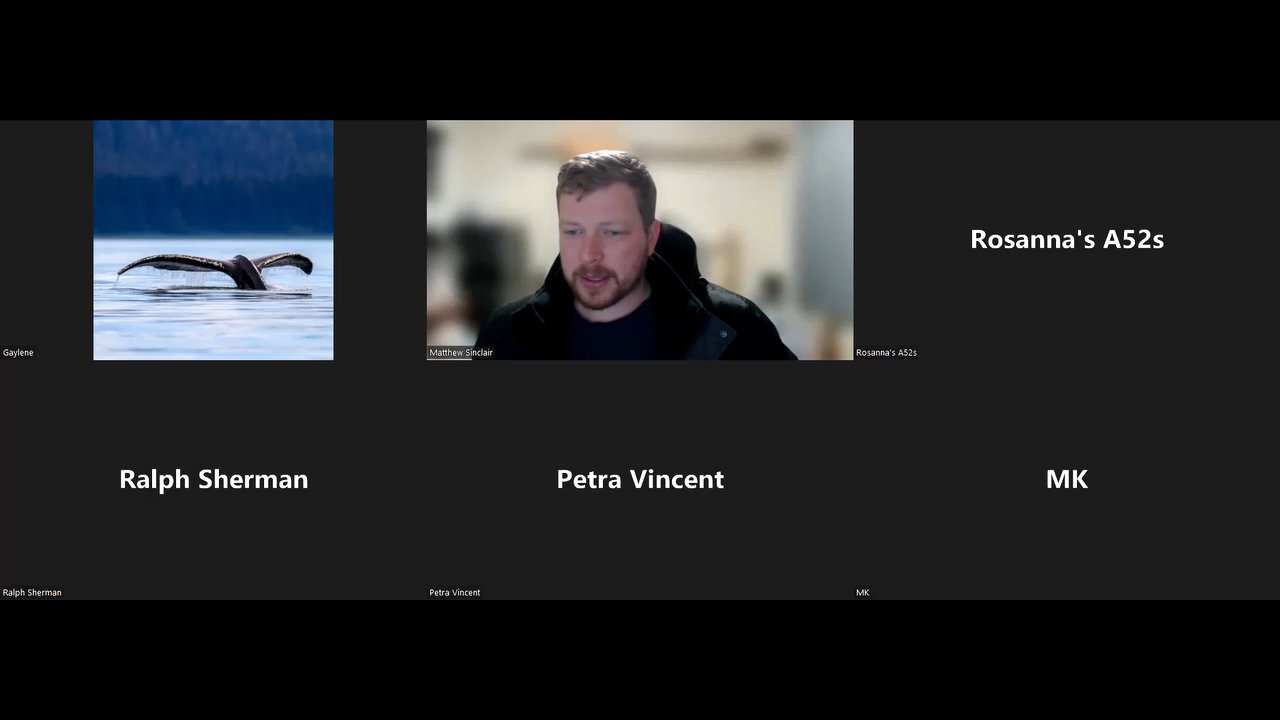 Rosanna's A52s
Gaylene
Matthew Sinclair
Rosanna's A52s
Ralph Sherman
Petra Vincent
MK
Ralph Sherman
Petra Vincent
MK